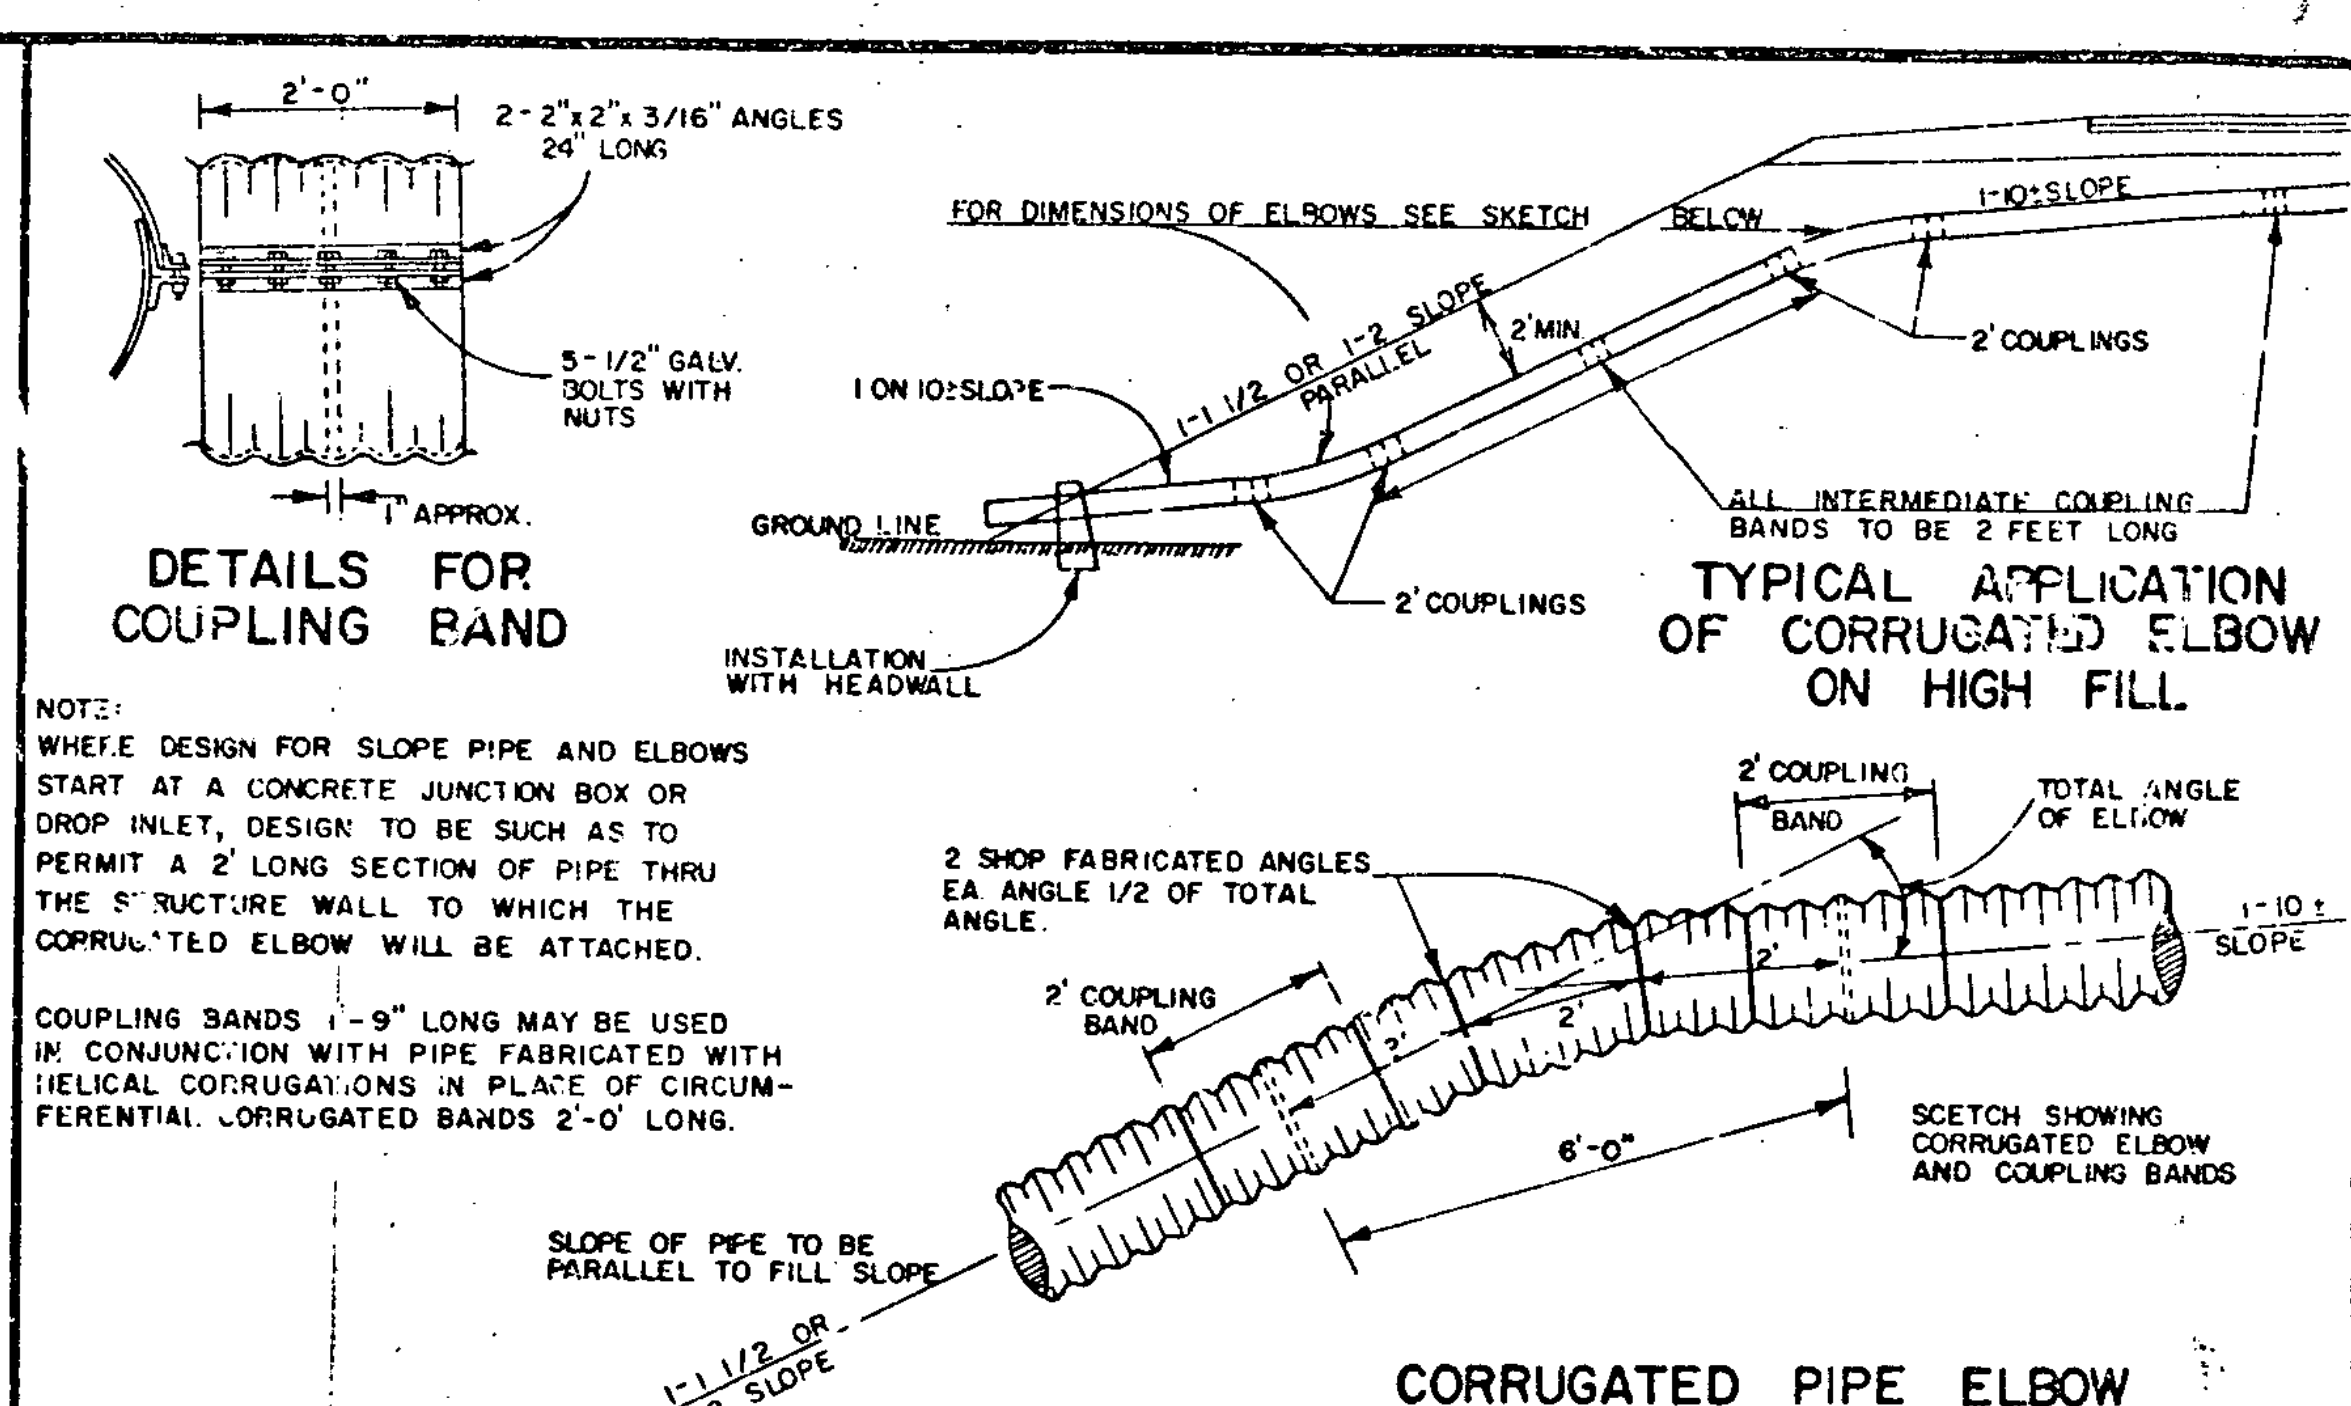 2'-0"
2-2"x2"x 3/16" ANGLES
24" LONG
5-1/2" GALV.
BOLTS WITH
NUTS
1" APPROX.
DETAILS FOR
COUPLING BAND
FOR DIMENSIONS OF ELBOWS SEE SKETCH BELOW
1-10± SLOPE
1-1 1/2 OR 1-2 SLOPE
PARALLEL
2' MIN.
2' COUPLINGS
1 ON 10± SLOPE
GROUND LINE
ALL INTERMEDIATE COUPLING
BANDS TO BE 2 FEET LONG
2' COUPLINGS
INSTALLATION
WITH HEADWALL
TYPICAL APPLICATION
OF CORRUGATED ELBOW
ON HIGH FILL
NOTE:
WHERE DESIGN FOR SLOPE PIPE AND ELBOWS
START AT A CONCRETE JUNCTION BOX OR
DROP INLET, DESIGN TO BE SUCH AS TO
PERMIT A 2' LONG SECTION OF PIPE THRU
THE STRUCTURE WALL TO WHICH THE
CORRUGATED ELBOW WILL BE ATTACHED.
COUPLING BANDS 1'-9" LONG MAY BE USED
IN CONJUNCTION WITH PIPE FABRICATED WITH
HELICAL CORRUGATIONS IN PLACE OF CIRCUM-
FERENTIAL CORRUGATED BANDS 2'-0' LONG.
2' COUPLING
BAND
TOTAL ANGLE
OF ELBOW
2 SHOP FABRICATED ANGLES
EA. ANGLE 1/2 OF TOTAL
ANGLE.
1-10 ±
SLOPE
2'
2'
2'
2' COUPLING
BAND
6'-0"
SCETCH SHOWING
CORRUGATED ELBOW
AND COUPLING BANDS
SLOPE OF PIPE TO BE
PARALLEL TO FILL SLOPE
1-1 1/2 OR
SLOPE
CORRUGATED PIPE ELBOW